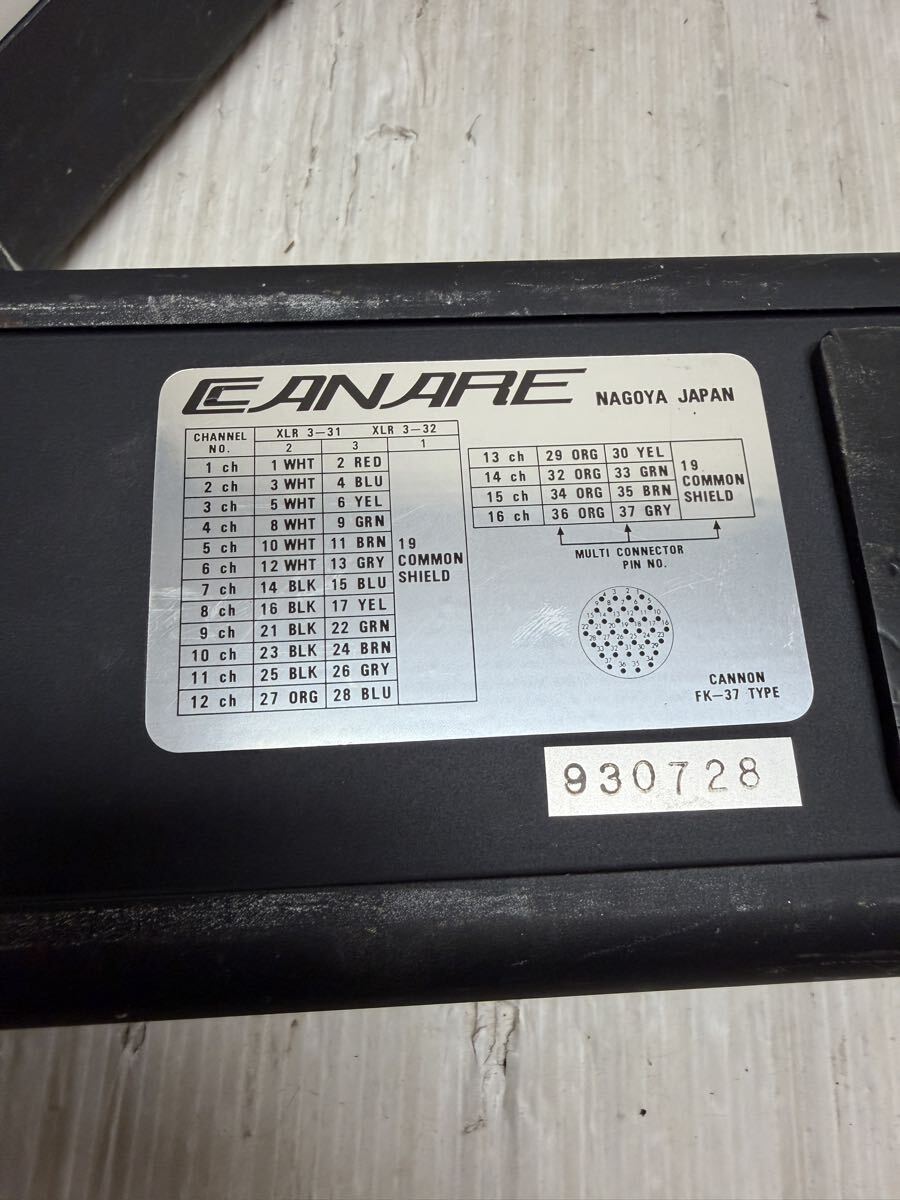 CANARE NAGOYA JAPAN
CHANNEL NO. XLR 3-31 XLR 3-32
2 3 1
1 ch 1 WHT 2 RED
2 ch 3 WHT 4 BLU
3 ch 5 WHT 6 YEL
4 ch 8 WHT 9 GRN
5 ch 10 WHT 11 BRN
6 ch 12 WHT 13 GRY
7 ch 14 BLK 15 BLU
8 ch 16 BLK 17 YEL
9 ch 21 BLK 22 GRN
10 ch 23 BLK 24 BRN
11 ch 25 BLK 26 GRY
12 ch 27 ORG 28 BLU
19
COMMON
SHIELD
13 ch 29 ORG 30 YEL
14 ch 32 ORG 33 GRN
15 ch 34 ORG 35 BRN
16 ch 36 ORG 37 GRY
19
COMMON
SHIELD
MULTI CONNECTOR
PIN NO.
CANNON
FK-37 TYPE
930728